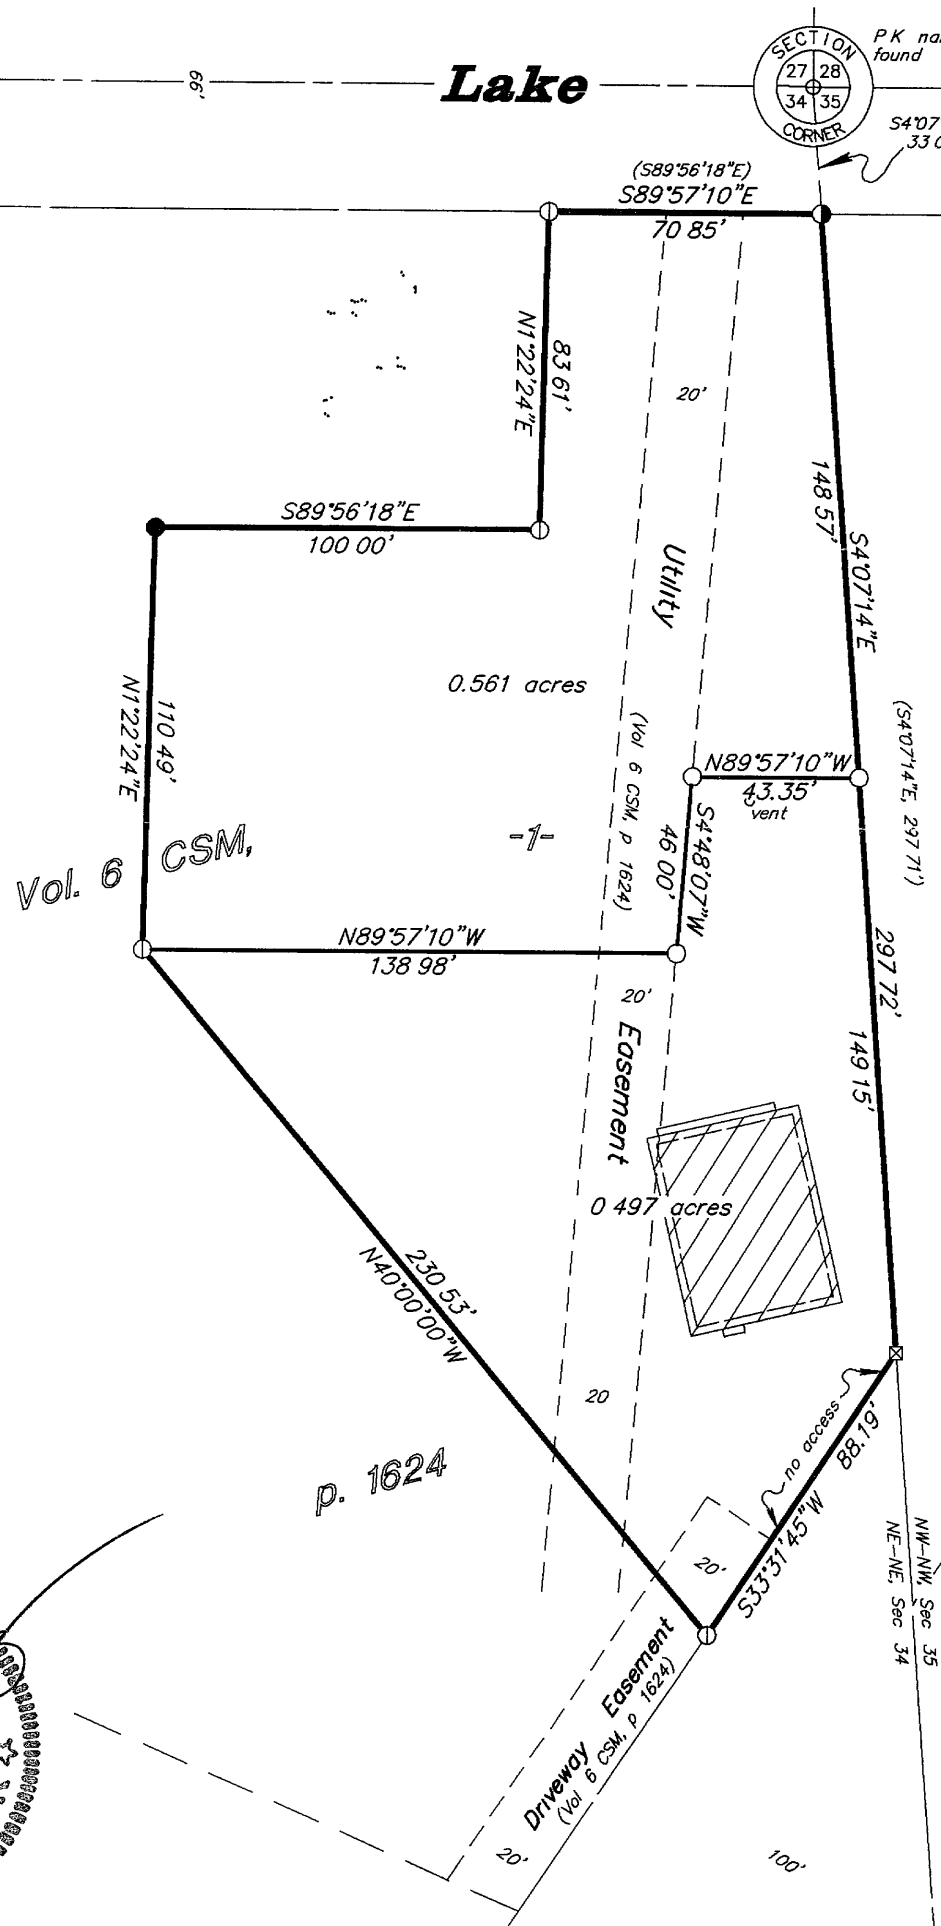 Lake
66'
SECTION
27 28
34 35
CORNER
PK
found
S4°07
33
(S89°56'18"E)
S89°57'10"E
70 85'
83 61'
N1°22'24"E
20'
148 57'
S4°07'14"E
S89°56'18"E
100 00'
Utility
0.561 acres
(Vol 6 CSM, p 1624)
(S4°07'14"E, 297 71')
110 49'
N1°22'24"E
N89°57'10"W
43.35'
vent
-1-
S4°48'07"W
46 00'
Vol. 6 CSM,
N89°57'10"W
138 98'
297 72'
20'
Easement
149 15'
0 497 acres
230 53'
N40°00'00"W
20
no access
88.19'
p. 1624
S33°31'45"W
20'
NW-NW, Sec 35
NE-NE, Sec 34
Driveway Easement
(Vol 6 CSM, p 1624)
20'
100'